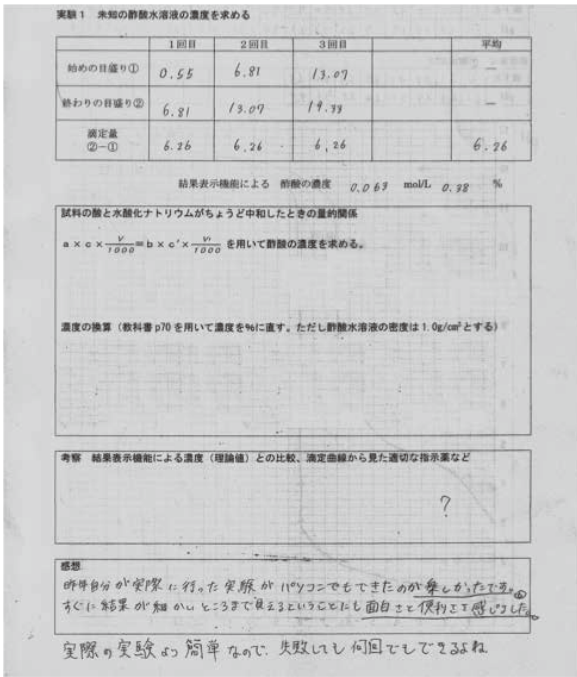 実験1 未知の酢酸水溶液の濃度を求める
1回目 2回目 3回目 平均
始めの目盛り① 0.55 6.81 13.07 ー
終わりの目盛り② 6.81 13.07 19.33 ー
滴定量 ②−① 6.26 6.26 6.26 6.26
結果表示機能による 酢酸の濃度 0.063 mol/L 0.38 %
試料の酸と水酸化ナトリウムがちょうど中和したときの量的関係
a × c × V/1000 = b × c' × V'/1000 を用いて酢酸の濃度を求める。
濃度の換算(教科書p70を用いて濃度を%に直す。ただし酢酸水溶液の密度は1.0g/cm³とする)
考察 結果表示機能による濃度(理論値)との比較、滴定曲線から見た適切な指示薬など
?
感想
昨年自分が実際に行った実験がパソコンでもできたのが楽しかったです。
すぐに結果が細かいところまで見えるということにも面白さと便利さを感じました。
実際の実験より簡単なので、失敗しても何回でもできるよね